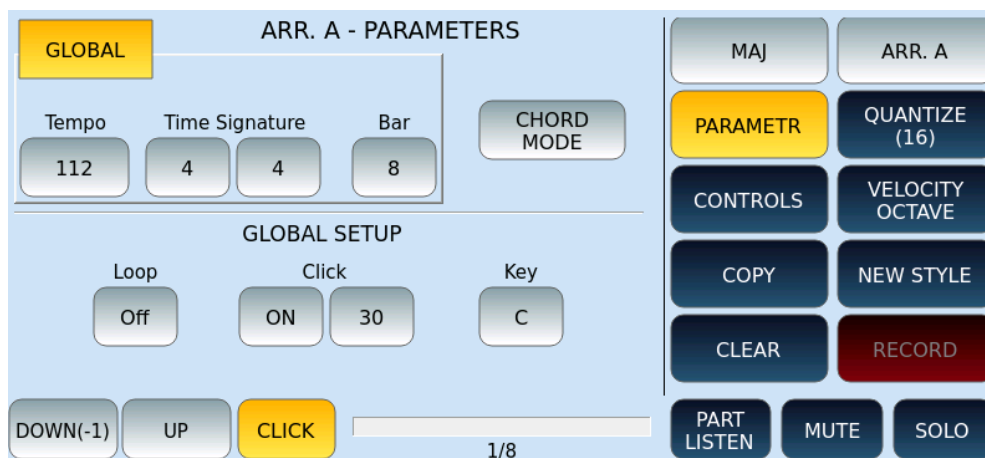 ARR. A - PARAMETERS
GLOBAL
Tempo Time Signature Bar
112 4 4 8
CHORD
MODE
GLOBAL SETUP
Loop Click Key
Off ON 30 C
DOWN(-1) UP CLICK
1/8
MAJ ARR. A
PARAMETR QUANTIZE
(16)
CONTROLS VELOCITY
OCTAVE
COPY NEW STYLE
CLEAR RECORD
PART
LISTEN MUTE SOLO